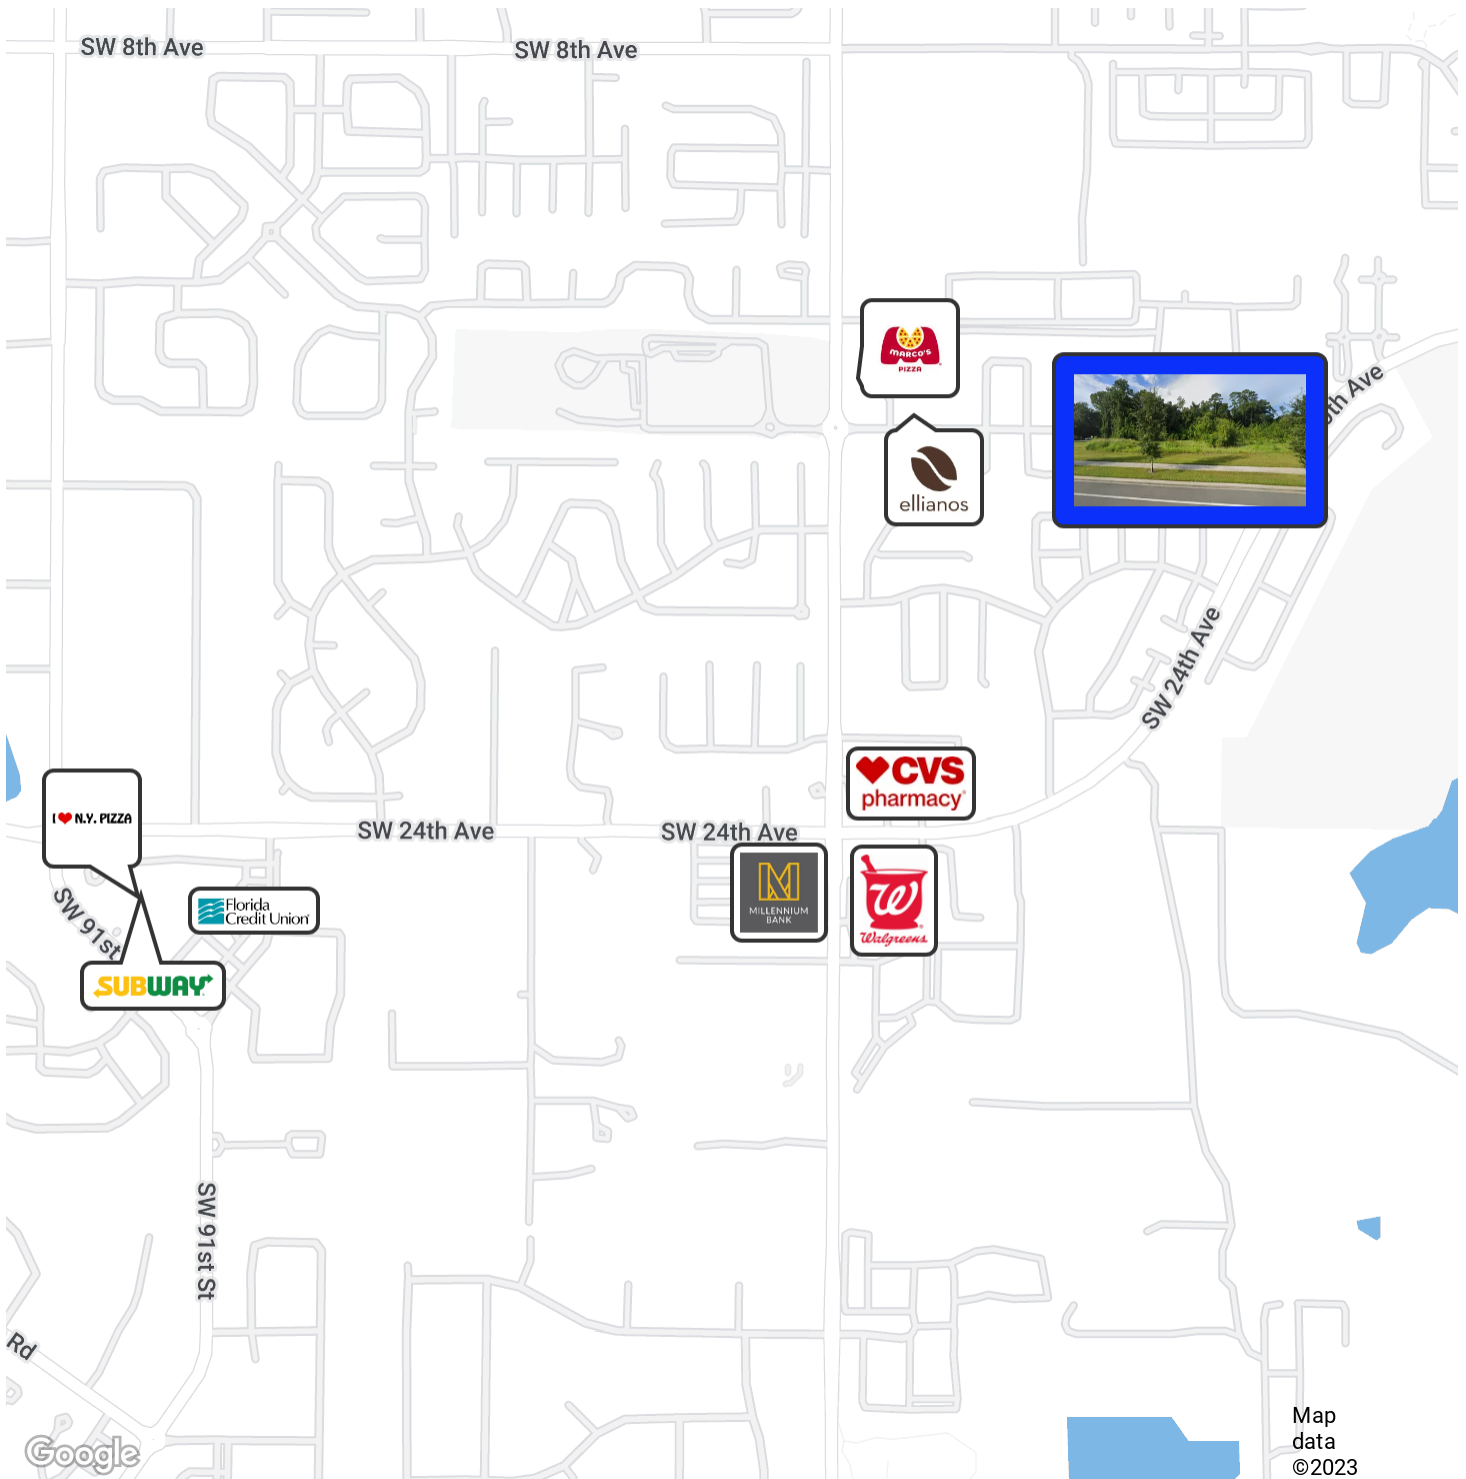 SW 8th Ave
SW 8th Ave
MARCO'S
PIZZA
th Ave
ellianos
SW 24th Ave
CVS
pharmacy
I ❤ N.Y. PIZZA
SW 24th Ave
SW 24th Ave
MILLENNIUM
BANK
W
Walgreens
Florida
Credit Union
SW 91st
SUBWAY
SW 91st St
Rd
Google
Map
data
©2023